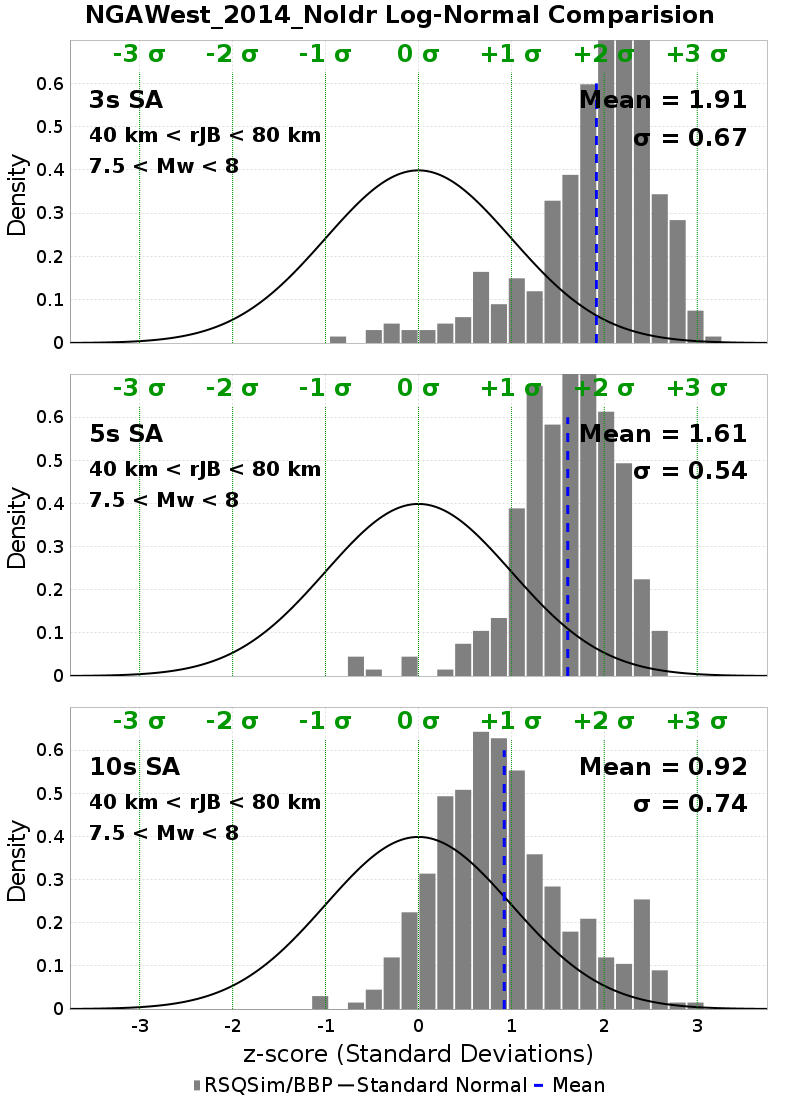 NGAWest_2014_NoIdr Log-Normal Comparision
-3 σ -2 σ -1 σ 0 σ +1 σ +2 σ +3 σ
0.6
3s SA
Mean = 1.91
0.5
40 km < rJB < 80 km
σ = 0.67
7.5 < Mw < 8
0.4
0.3
0.2
0.1
0
Density
-3 σ -2 σ -1 σ 0 σ +1 σ +2 σ +3 σ
0.6
5s SA
Mean = 1.61
0.5
40 km < rJB < 80 km
σ = 0.54
7.5 < Mw < 8
0.4
0.3
0.2
0.1
0
Density
-3 σ -2 σ -1 σ 0 σ +1 σ +2 σ +3 σ
0.6
10s SA
Mean = 0.92
0.5
40 km < rJB < 80 km
σ = 0.74
7.5 < Mw < 8
0.4
0.3
0.2
0.1
0
Density
-3 -2 -1 0 1 2 3
z-score (Standard Deviations)
RSQSim/BBP Standard Normal Mean